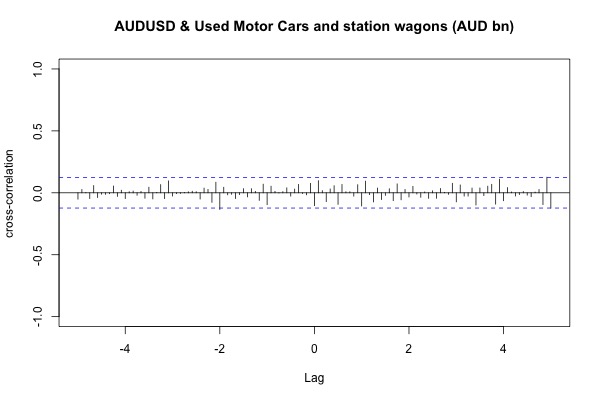 AUDUSD & Used Motor Cars and station wagons (AUD bn)
1.0
0.5
0.0
-0.5
-1.0
cross-correlation
-4 -2 0 2 4
Lag